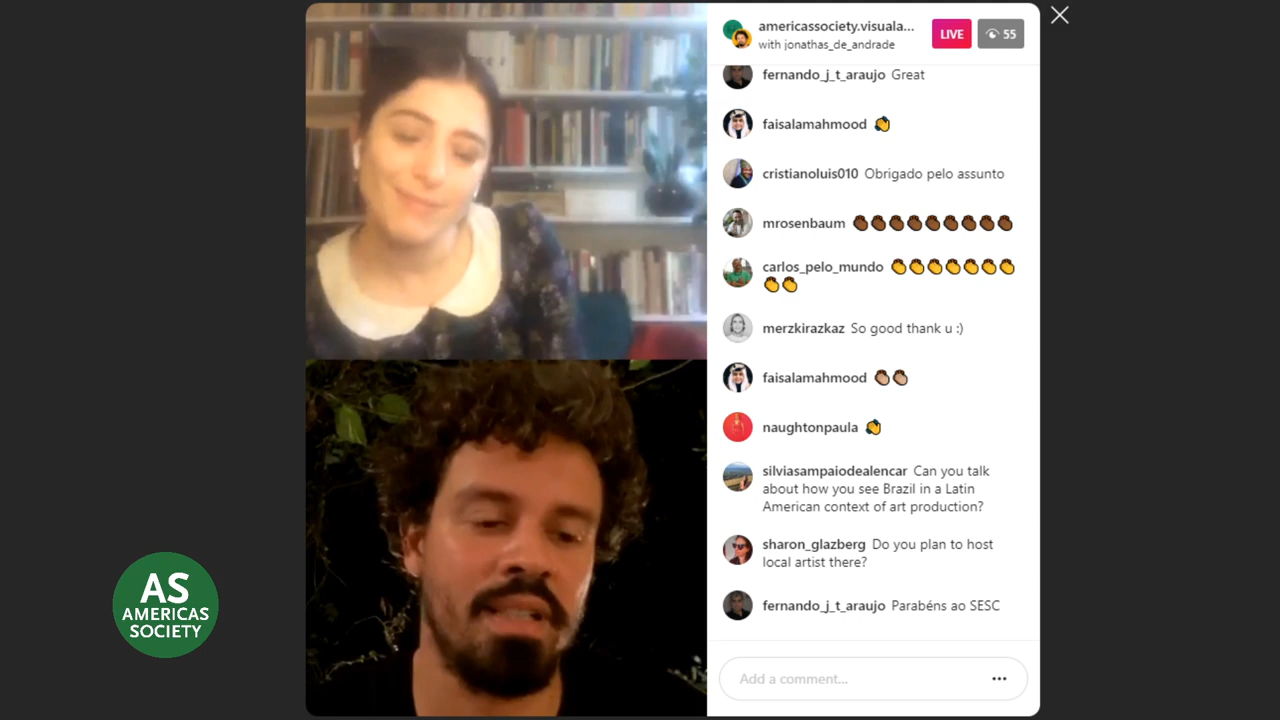 americassociety.visuala...
with jonathas_de_andrade
LIVE
55
fernando_j_t_araujo Great
faisalamahmood
cristianoluis010 Obrigado pelo assunto
mrosenbaum
carlos_pelo_mundo
merzkirazkaz So good thank u :)
faisalamahmood
naughtonpaula
silviasampaiodealencar Can you talk
about how you see Brazil in a Latin
American context of art production?
sharon_glazberg Do you plan to host
local artist there?
fernando_j_t_araujo Parabéns ao SESC
Add a comment...
AS
AMERICAS
SOCIETY